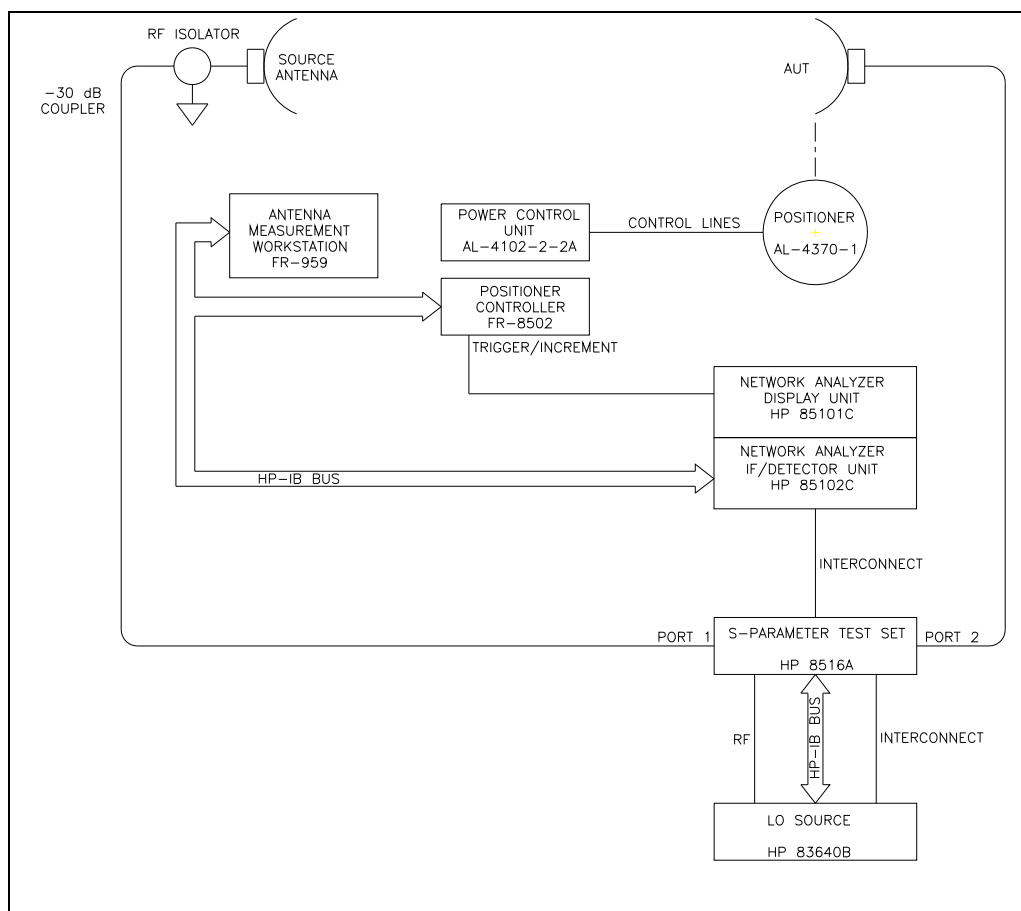 RF ISOLATOR
SOURCE
ANTENNA
AUT
-30 dB
COUPLER
ANTENNA
MEASUREMENT
WORKSTATION
FR-959
POWER CONTROL
UNIT
AL-4102-2-2A
CONTROL LINES
POSITIONER
AL-4370-1
POSITIONER
CONTROLLER
FR-8502
TRIGGER/INCREMENT
NETWORK ANALYZER
DISPLAY UNIT
HP 85101C
NETWORK ANALYZER
IF/DETECTOR UNIT
HP 85102C
HP-IB BUS
INTERCONNECT
PORT 1
S-PARAMETER TEST SET
HP 8516A
PORT 2
RF
HP-IB BUS
INTERCONNECT
LO SOURCE
HP 83640B